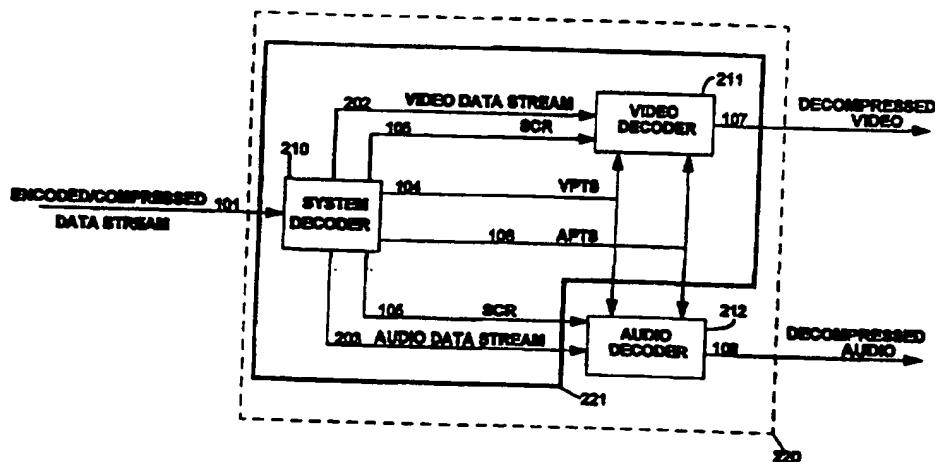 211
202 VIDEO DATA STREAM
VIDEO
DECODER
DECOMPRESSED
VIDEO
107
105 SCR
210
104 VPTS
ENCODED/COMPRESSED 101
DATA STREAM
SYSTEM
DECODER
106 APTS
105 SCR
212
203 AUDIO DATA STREAM
AUDIO
DECODER
108
DECOMPRESSED
AUDIO
221
220